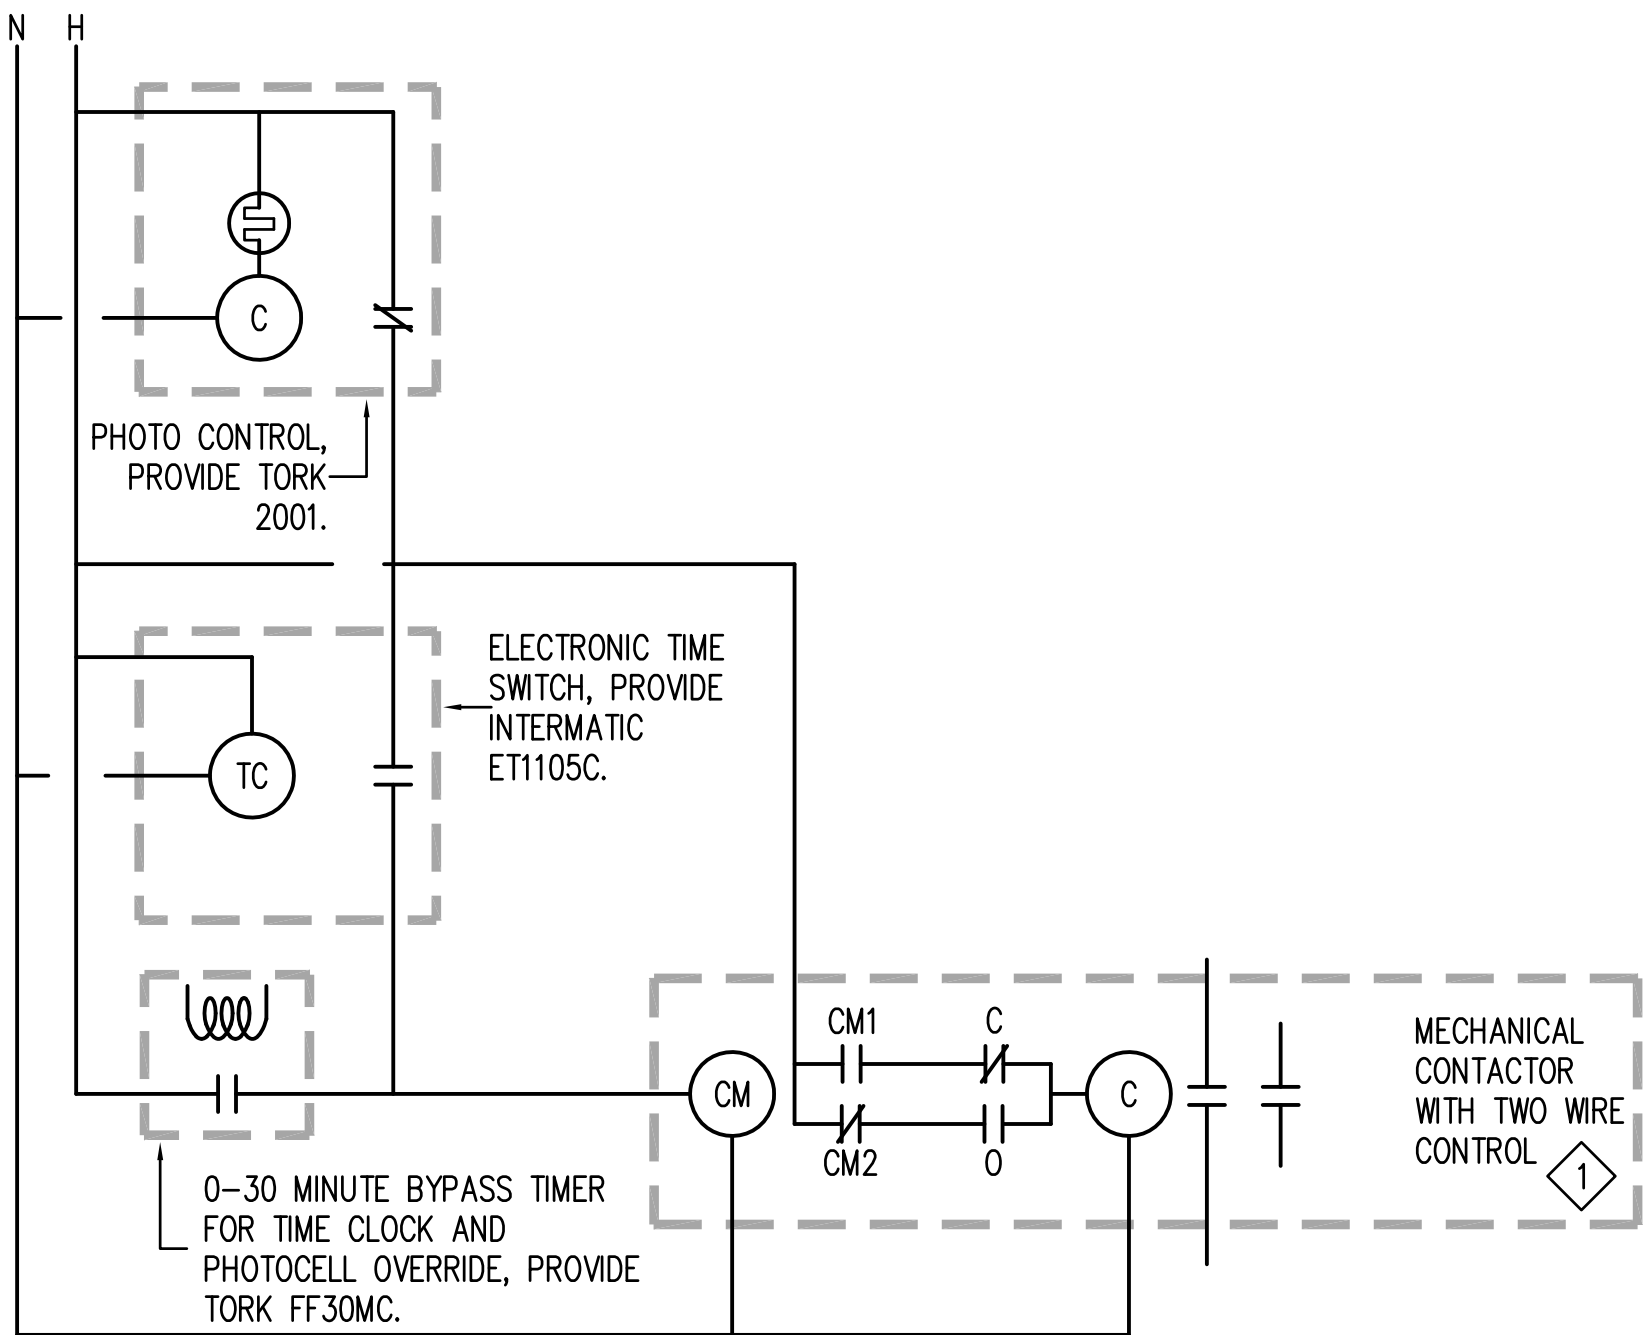 N H
C
PHOTO CONTROL,
PROVIDE TORK
2001.
ELECTRONIC TIME
SWITCH, PROVIDE
INTERMATIC
ET1105C.
TC
CM1 C
CM C
CM2 O
MECHANICAL
CONTACTOR
WITH TWO WIRE
CONTROL
1
0-30 MINUTE BYPASS TIMER
FOR TIME CLOCK AND
PHOTOCELL OVERRIDE, PROVIDE
TORK FF30MC.